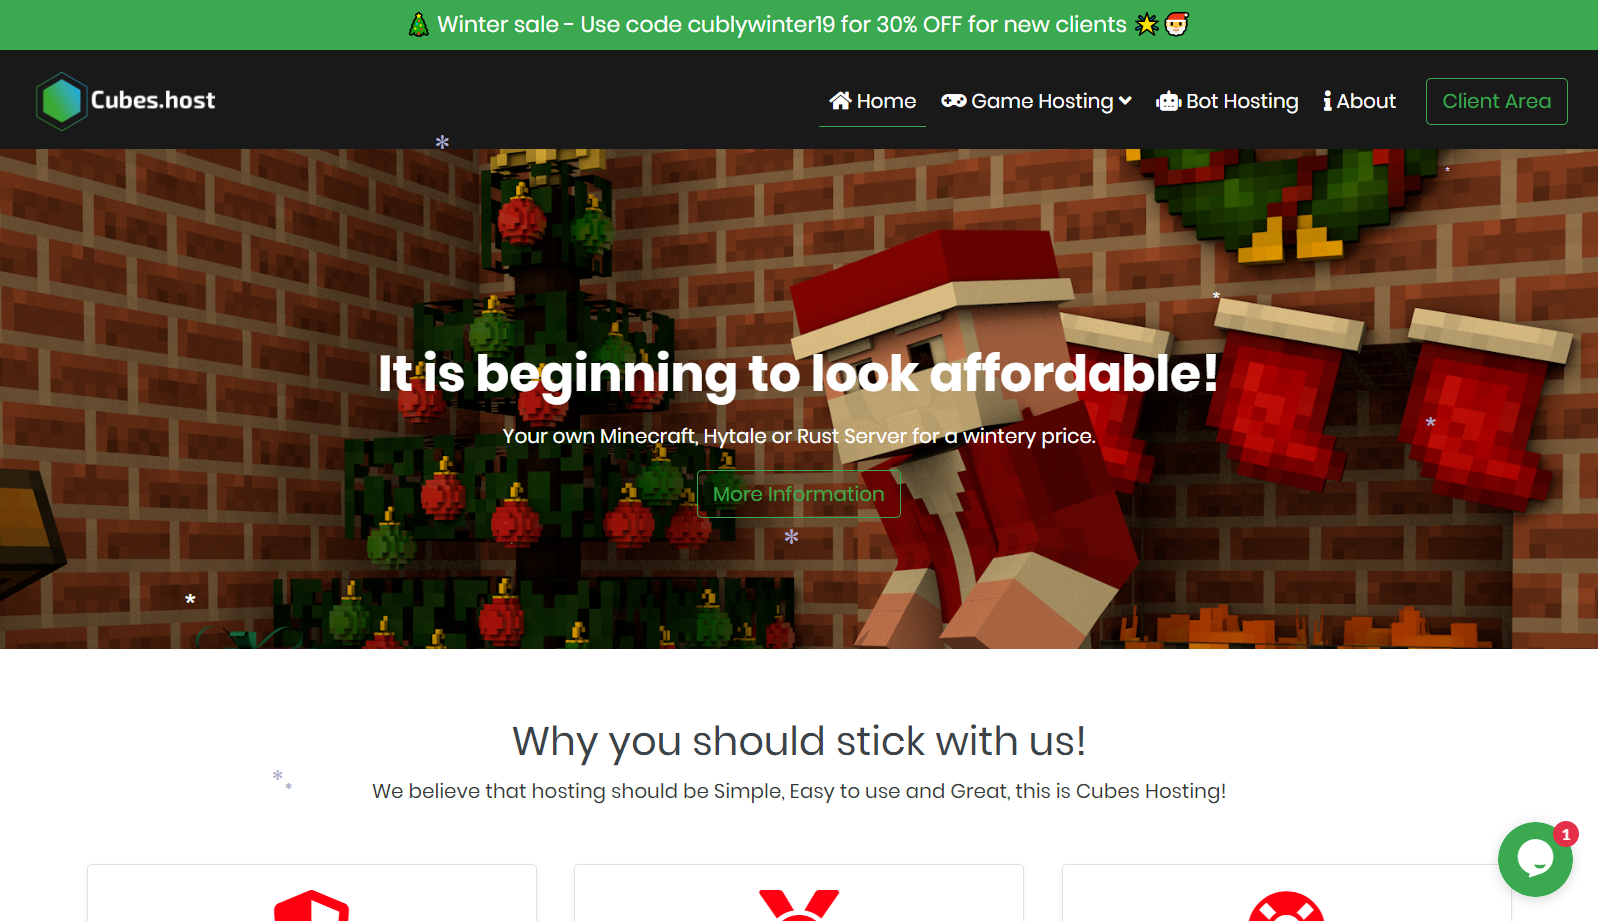 🎄 Winter sale - Use code cublywinter19 for 30% OFF for new clients 🌟🎅
Cubes.host
Home
Game Hosting
Bot Hosting
About
Client Area
It is beginning to look affordable!
Your own Minecraft, Hytale or Rust Server for a wintery price.
More Information
Why you should stick with us!
We believe that hosting should be Simple, Easy to use and Great, this is Cubes Hosting!
1